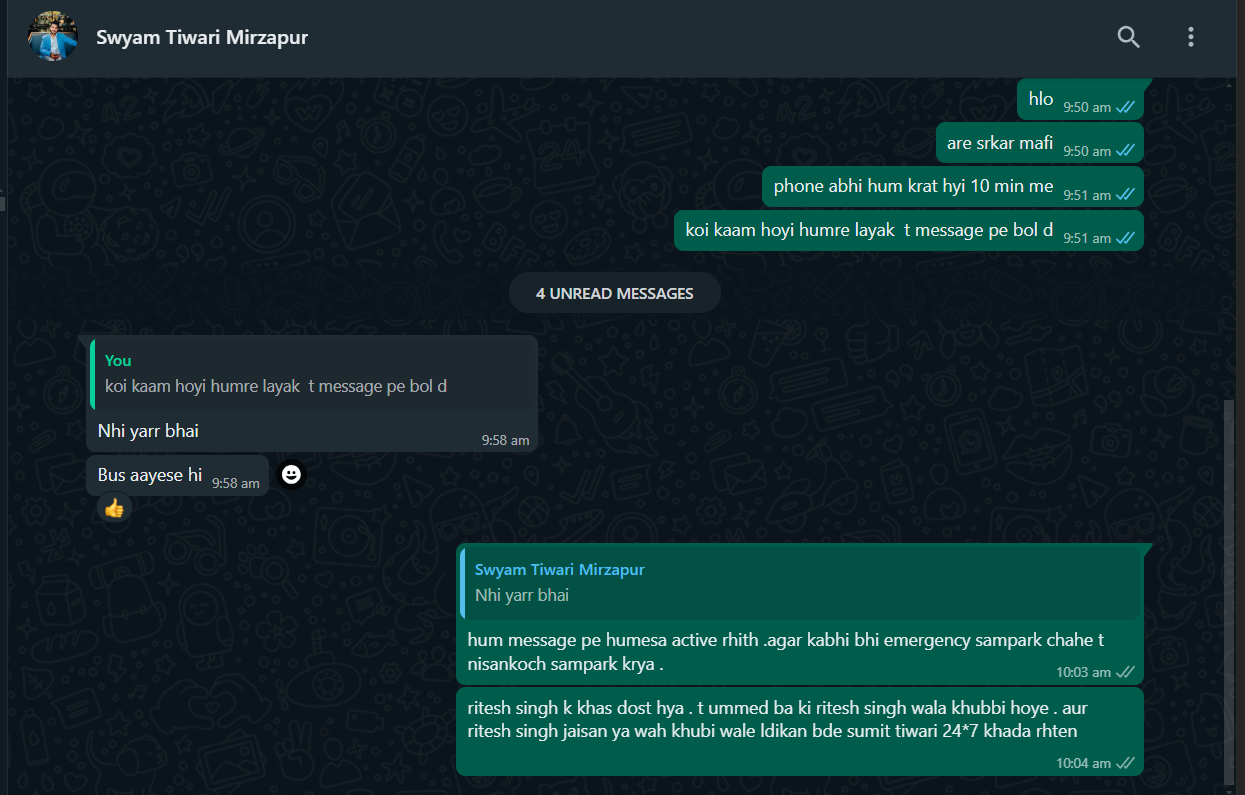 Swyam Tiwari Mirzapur
hlo
9:50 am
are srkar mafi
9:50 am
phone abhi hum krat hyi 10 min me
9:51 am
koi kaam hoyi humre layak t message pe bol d
9:51 am
4 UNREAD MESSAGES
You
koi kaam hoyi humre layak t message pe bol d
Nhi yarr bhai
9:58 am
Bus aayese hi
9:58 am
Swyam Tiwari Mirzapur
Nhi yarr bhai
hum message pe humesa active rhith .agar kabhi bhi emergency sampark chahe t
nisankoch sampark krya .
10:03 am
ritesh singh k khas dost hya . t ummed ba ki ritesh singh wala khubbi hoye . aur
ritesh singh jaisan ya wah khubi wale ldikan bde sumit tiwari 24*7 khada rhten
10:04 am